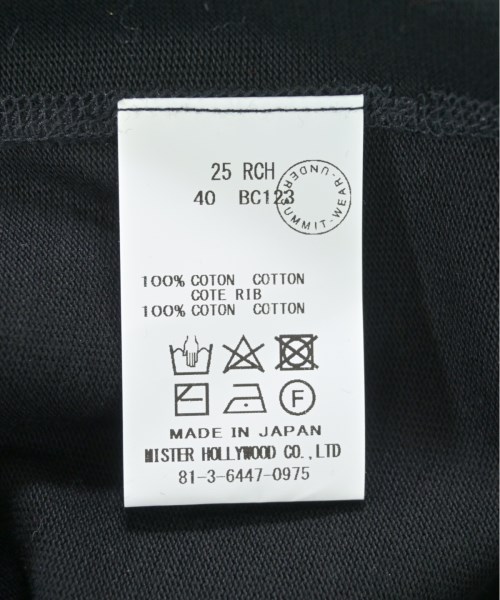 25 RCH
40 BC123
UNDER-SUMMIT-WEAR-
100% COTON COTTON
COTE RIB
100% COTON COTTON
F
MADE IN JAPAN
MISTER HOLLYWOOD CO.,LTD
81-3-6447-0975